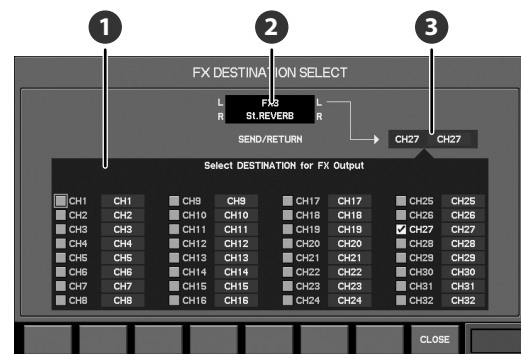 1 2 3
FX DESTINATION SELECT
L FX3 L
R St.REVERB R
SEND/RETURN CH27 CH27
Select DESTINATION for FX Output
CH1 CH1 CH9 CH9 CH17 CH17 CH25 CH25
CH2 CH2 CH10 CH10 CH18 CH18 CH26 CH26
CH3 CH3 CH11 CH11 CH19 CH19 CH27 CH27
CH4 CH4 CH12 CH12 CH20 CH20 CH28 CH28
CH5 CH5 CH13 CH13 CH21 CH21 CH29 CH29
CH6 CH6 CH14 CH14 CH22 CH22 CH30 CH30
CH7 CH7 CH15 CH15 CH23 CH23 CH31 CH31
CH8 CH8 CH16 CH16 CH24 CH24 CH32 CH32
CLOSE